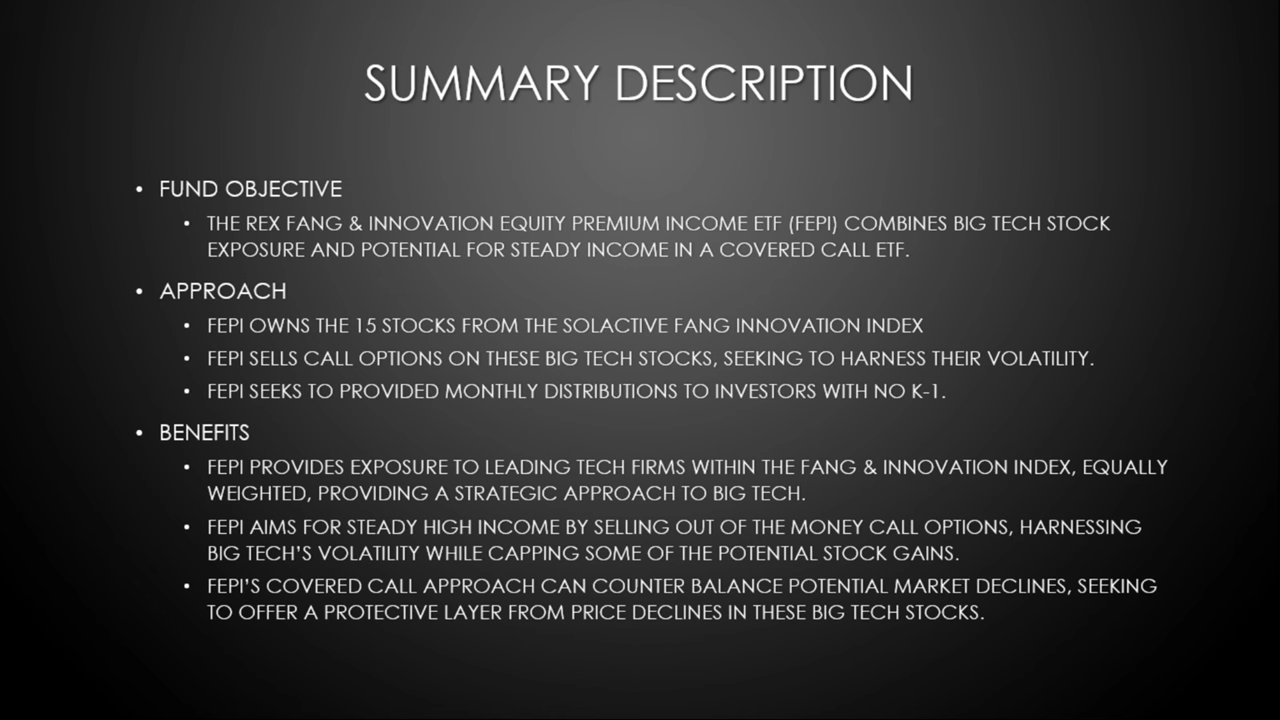 SUMMARY DESCRIPTION
• FUND OBJECTIVE
• THE REX FANG & INNOVATION EQUITY PREMIUM INCOME ETF (FEPI) COMBINES BIG TECH STOCK
EXPOSURE AND POTENTIAL FOR STEADY INCOME IN A COVERED CALL ETF.
• APPROACH
• FEPI OWNS THE 15 STOCKS FROM THE SOLACTIVE FANG INNOVATION INDEX
• FEPI SELLS CALL OPTIONS ON THESE BIG TECH STOCKS, SEEKING TO HARNESS THEIR VOLATILITY.
• FEPI SEEKS TO PROVIDED MONTHLY DISTRIBUTIONS TO INVESTORS WITH NO K-1.
• BENEFITS
• FEPI PROVIDES EXPOSURE TO LEADING TECH FIRMS WITHIN THE FANG & INNOVATION INDEX, EQUALLY
WEIGHTED, PROVIDING A STRATEGIC APPROACH TO BIG TECH.
• FEPI AIMS FOR STEADY HIGH INCOME BY SELLING OUT OF THE MONEY CALL OPTIONS, HARNESSING
BIG TECH'S VOLATILITY WHILE CAPPING SOME OF THE POTENTIAL STOCK GAINS.
• FEPI'S COVERED CALL APPROACH CAN COUNTER BALANCE POTENTIAL MARKET DECLINES, SEEKING
TO OFFER A PROTECTIVE LAYER FROM PRICE DECLINES IN THESE BIG TECH STOCKS.